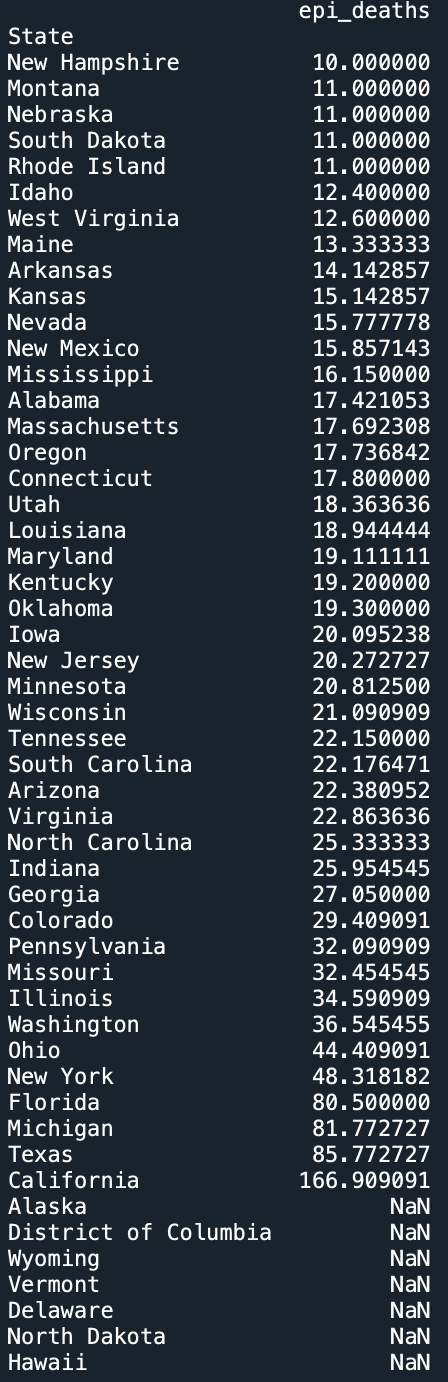 epi_deaths
State
New Hampshire 10.000000
Montana 11.000000
Nebraska 11.000000
South Dakota 11.000000
Rhode Island 11.000000
Idaho 12.400000
West Virginia 12.600000
Maine 13.333333
Arkansas 14.142857
Kansas 15.142857
Nevada 15.777778
New Mexico 15.857143
Mississippi 16.150000
Alabama 17.421053
Massachusetts 17.692308
Oregon 17.736842
Connecticut 17.800000
Utah 18.363636
Louisiana 18.944444
Maryland 19.111111
Kentucky 19.200000
Oklahoma 19.300000
Iowa 20.095238
New Jersey 20.272727
Minnesota 20.812500
Wisconsin 21.090909
Tennessee 22.150000
South Carolina 22.176471
Arizona 22.380952
Virginia 22.863636
North Carolina 25.333333
Indiana 25.954545
Georgia 27.050000
Colorado 29.409091
Pennsylvania 32.090909
Missouri 32.454545
Illinois 34.590909
Washington 36.545455
Ohio 44.409091
New York 48.318182
Florida 80.500000
Michigan 81.772727
Texas 85.772727
California 166.909091
Alaska NaN
District of Columbia NaN
Wyoming NaN
Vermont NaN
Delaware NaN
North Dakota NaN
Hawaii NaN